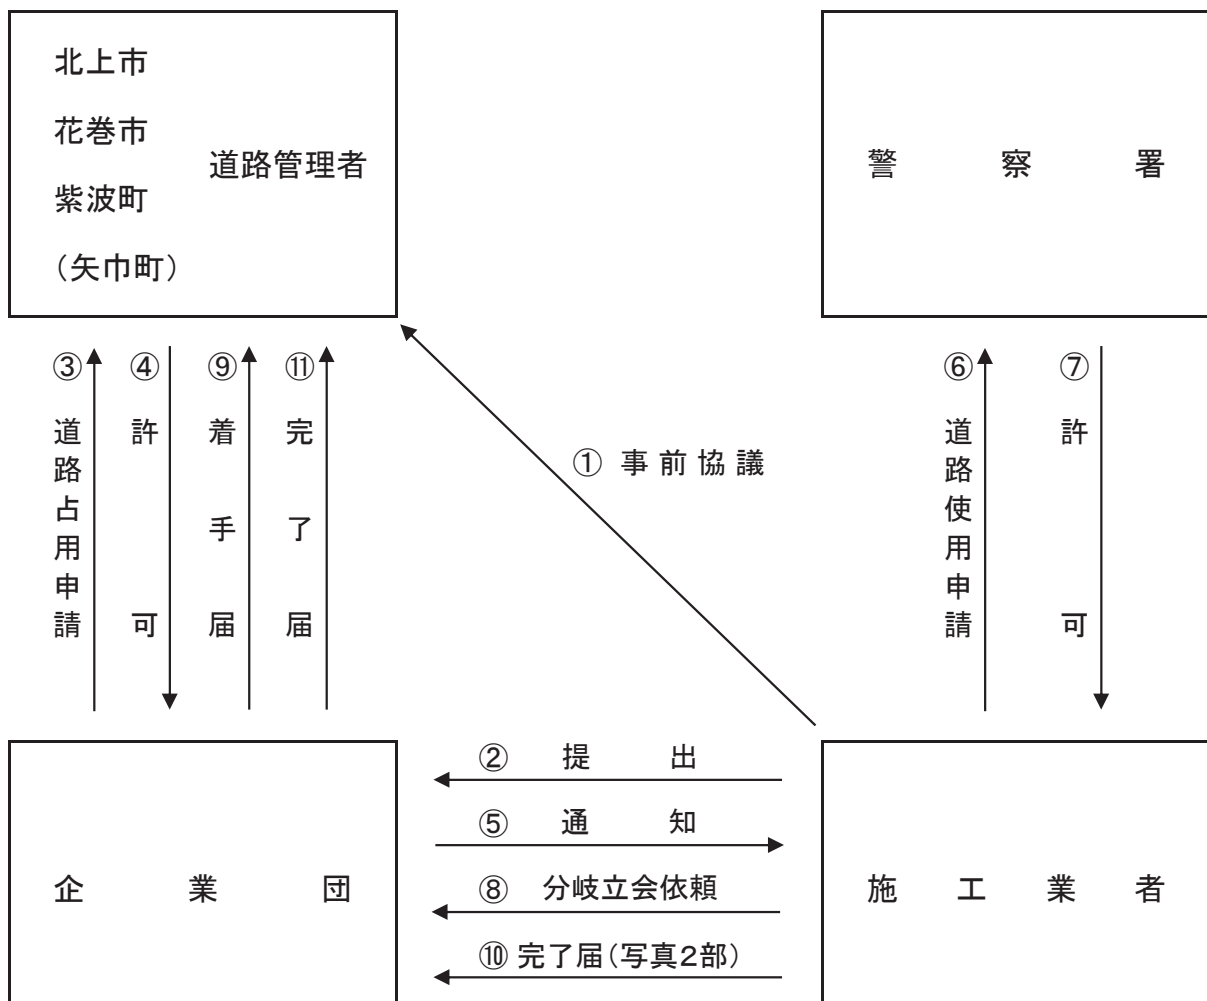 北上市
花巻市
紫波町
(矢巾町)
道路管理者
警察署
③ 道路占用申請
④ 許可
⑨ 着手届
⑪ 完了届
① 事前協議
⑥ 道路使用申請
⑦ 許可
② 提出
⑤ 通知
⑧ 分岐立会依頼
⑩ 完了届(写真2部)
企業団
施工業者